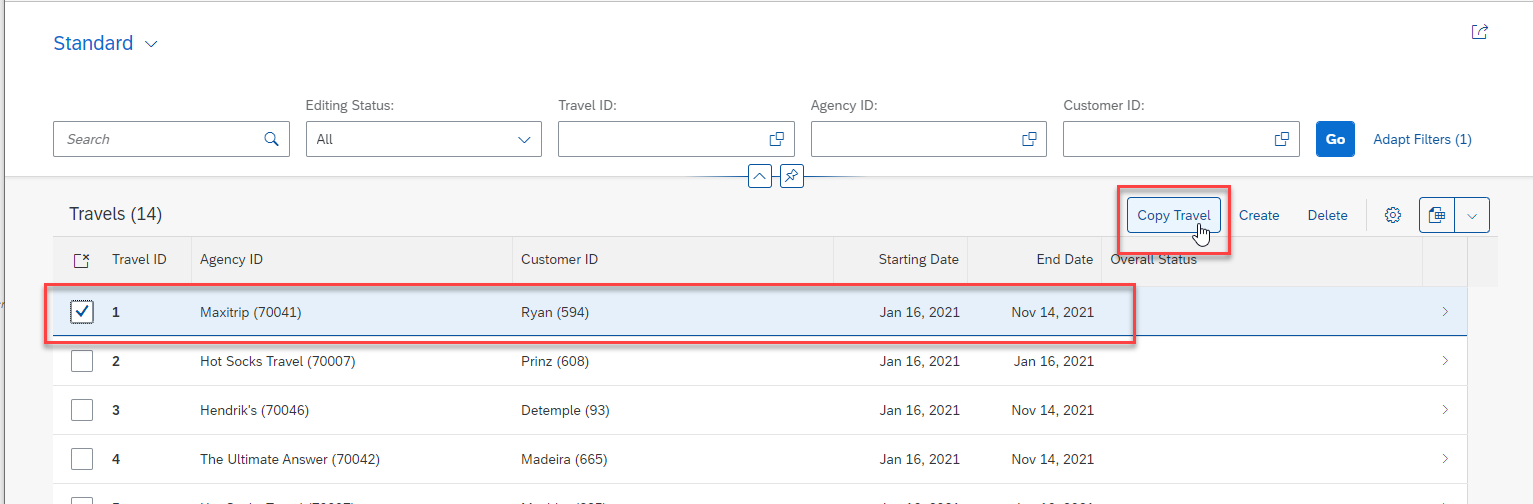 Standard
Editing Status:
Travel ID:
Agency ID:
Customer ID:
Search
All
Go
Adapt Filters (1)
Travels (14)
Copy Travel
Create
Delete
Travel ID Agency ID Customer ID Starting Date End Date Overall Status
1 Maxitrip (70041) Ryan (594) Jan 16, 2021 Nov 14, 2021
2 Hot Socks Travel (70007) Prinz (608) Jan 16, 2021 Jan 16, 2021
3 Hendrik's (70046) Detemple (93) Jan 16, 2021 Nov 14, 2021
4 The Ultimate Answer (70042) Madeira (665) Jan 16, 2021 Nov 14, 2021